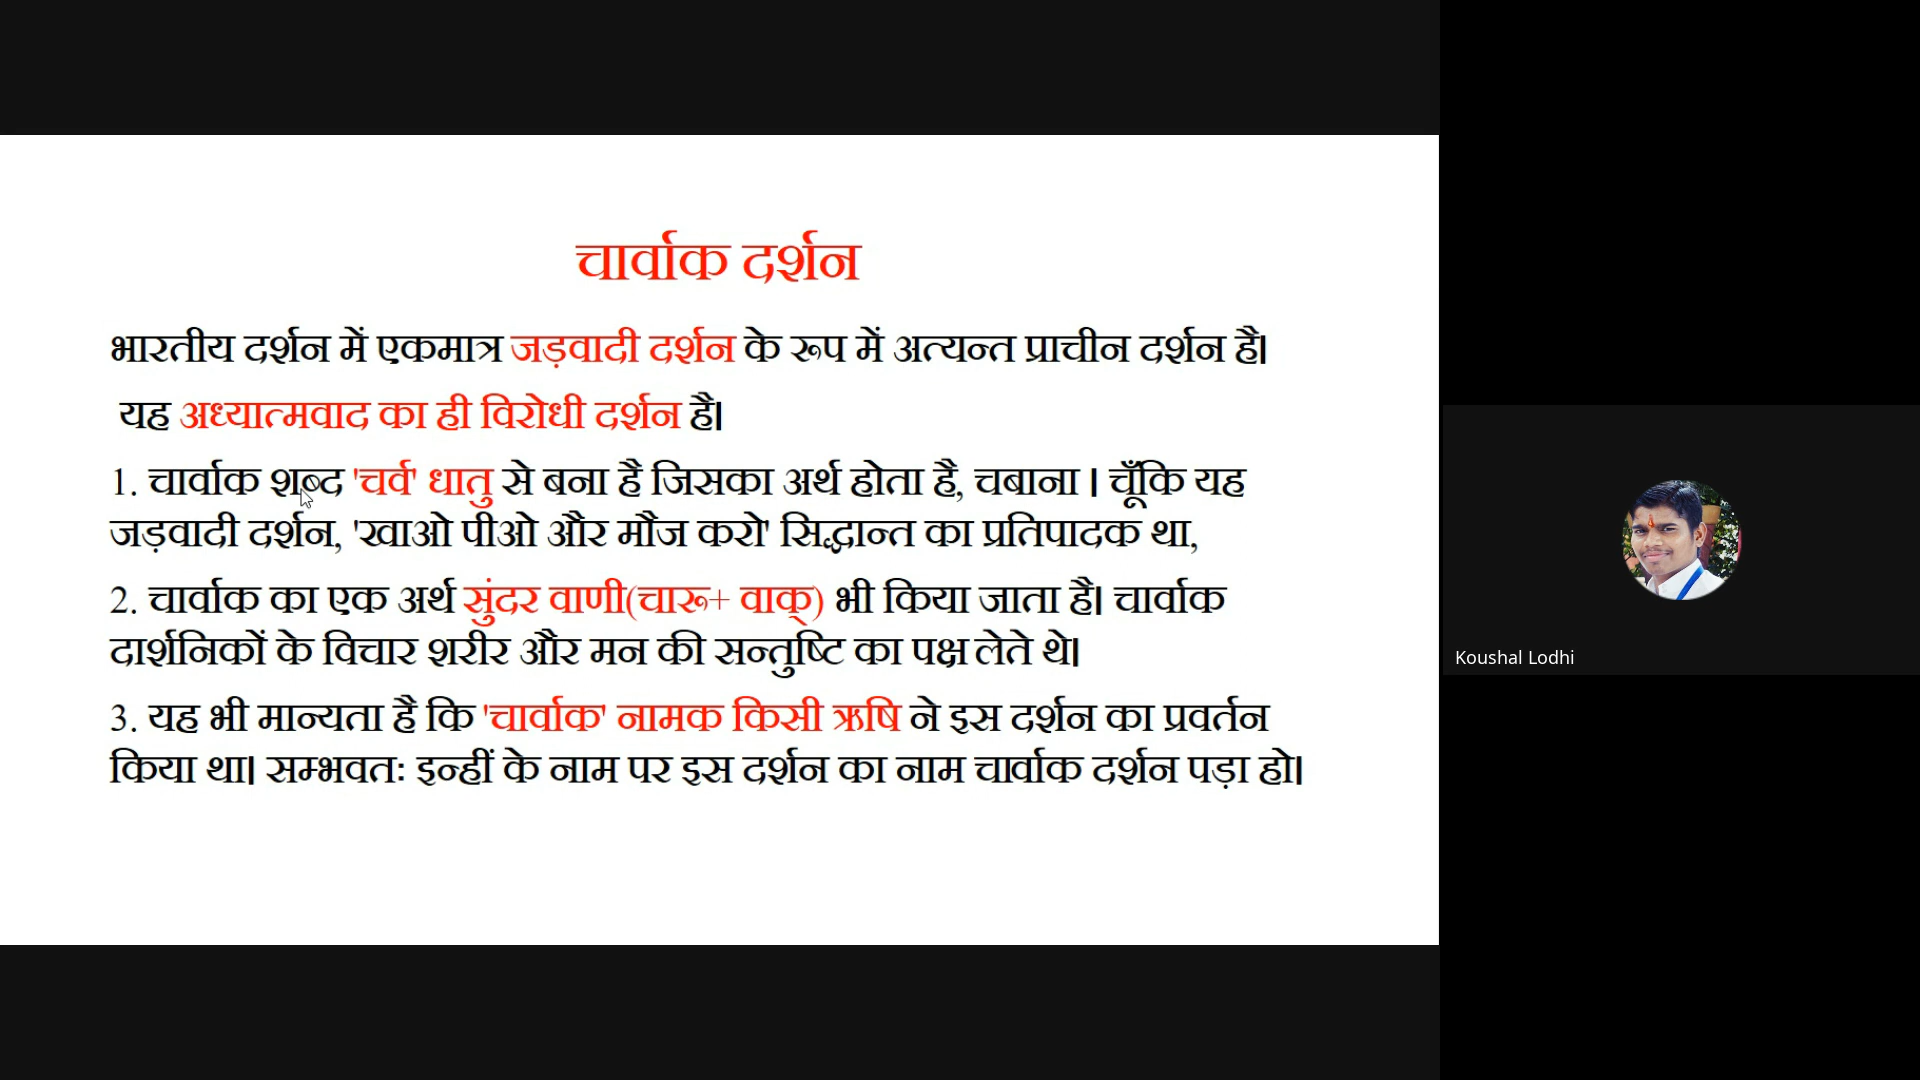 चार्वाक दर्शन
भारतीय दर्शन में एकमात्र जड़वादी दर्शन के रूप में अत्यन्त प्राचीन दर्शन है।
यह अध्यात्मवाद का ही विरोधी दर्शन है।
1. चार्वाक शब्द 'चर्व' धातु से बना है जिसका अर्थ होता है, चबाना । चूँकि यह
जड़वादी दर्शन, 'खाओ पीओ और मौज करो' सिद्धान्त का प्रतिपादक था,
2. चार्वाक का एक अर्थ सुंदर वाणी(चारू+ वाक्) भी किया जाता है। चार्वाक
दार्शनिकों के विचार शरीर और मन की सन्तुष्टि का पक्ष लेते थे।
3. यह भी मान्यता है कि 'चार्वाक' नामक किसी ऋषि ने इस दर्शन का प्रवर्तन
किया था। सम्भवतः इन्हीं के नाम पर इस दर्शन का नाम चार्वाक दर्शन पड़ा हो।
Koushal Lodhi